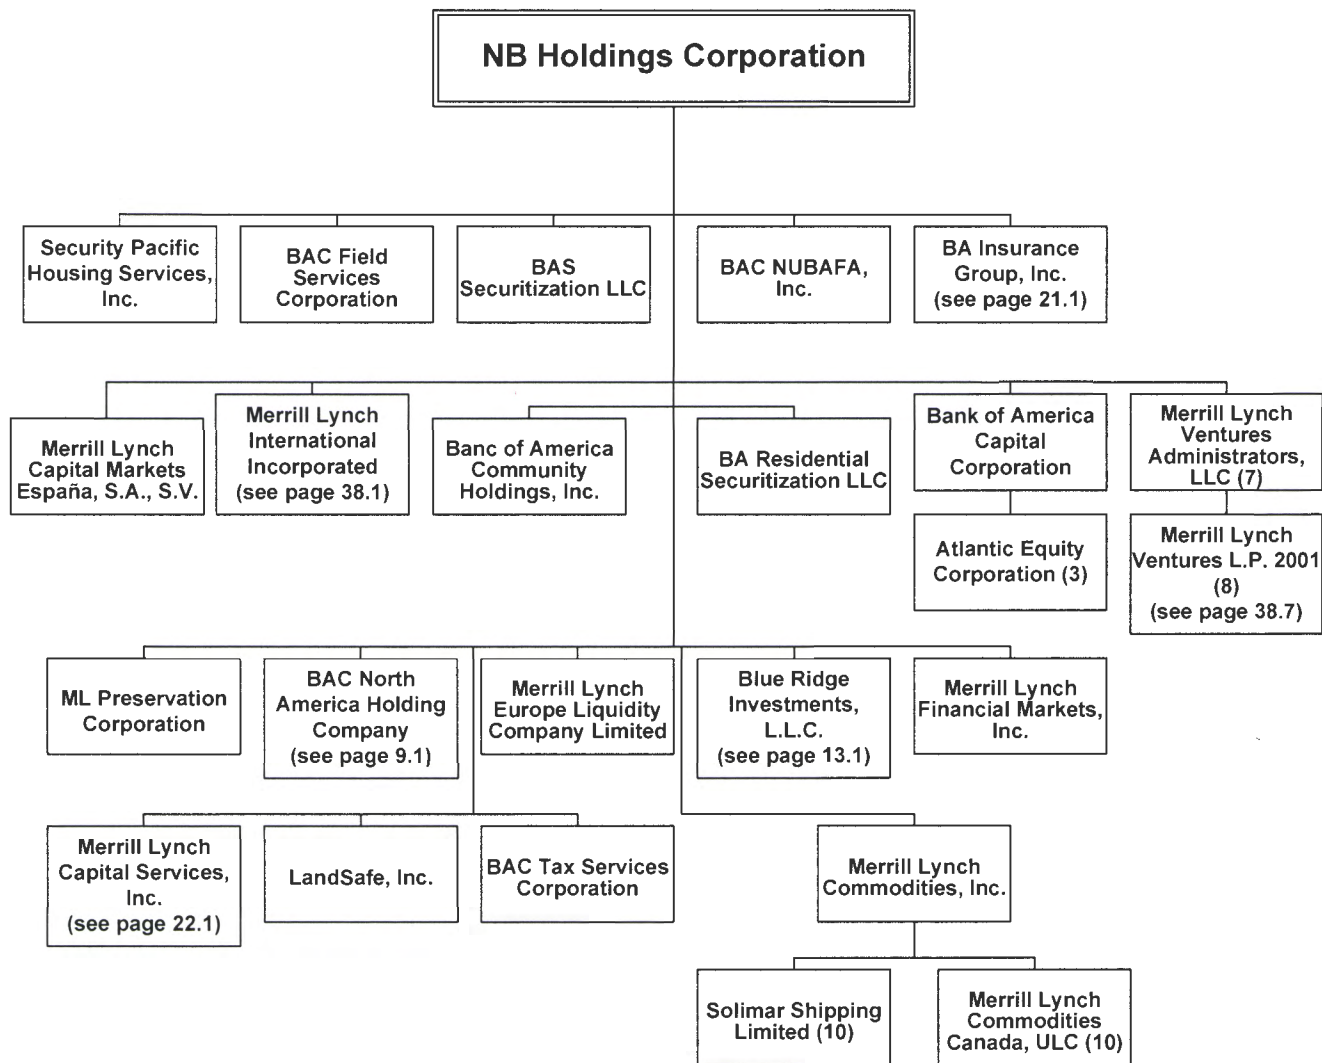 NB Holdings Corporation
Security Pacific
Housing Services,
Inc.
BAC Field
Services
Corporation
BAS
Securitization LLC
BAC NUBAFA,
Inc.
BA Insurance
Group, Inc.
(see page 21.1)
Merrill Lynch
Capital Markets
España, S.A., S.V.
Merrill Lynch
International
Incorporated
(see page 38.1)
Banc of America
Community
Holdings, Inc.
BA Residential
Securitization LLC
Bank of America
Capital
Corporation
Merrill Lynch
Ventures
Administrators,
LLC (7)
Atlantic Equity
Corporation (3)
Merrill Lynch
Ventures L.P. 2001
(8)
(see page 38.7)
ML Preservation
Corporation
BAC North
America Holding
Company
(see page 9.1)
Merrill Lynch
Europe Liquidity
Company Limited
Blue Ridge
Investments,
L.L.C.
(see page 13.1)
Merrill Lynch
Financial Markets,
Inc.
Merrill Lynch
Capital Services,
Inc.
(see page 22.1)
LandSafe, Inc.
BAC Tax Services
Corporation
Merrill Lynch
Commodities, Inc.
Solimar Shipping
Limited (10)
Merrill Lynch
Commodities
Canada, ULC (10)